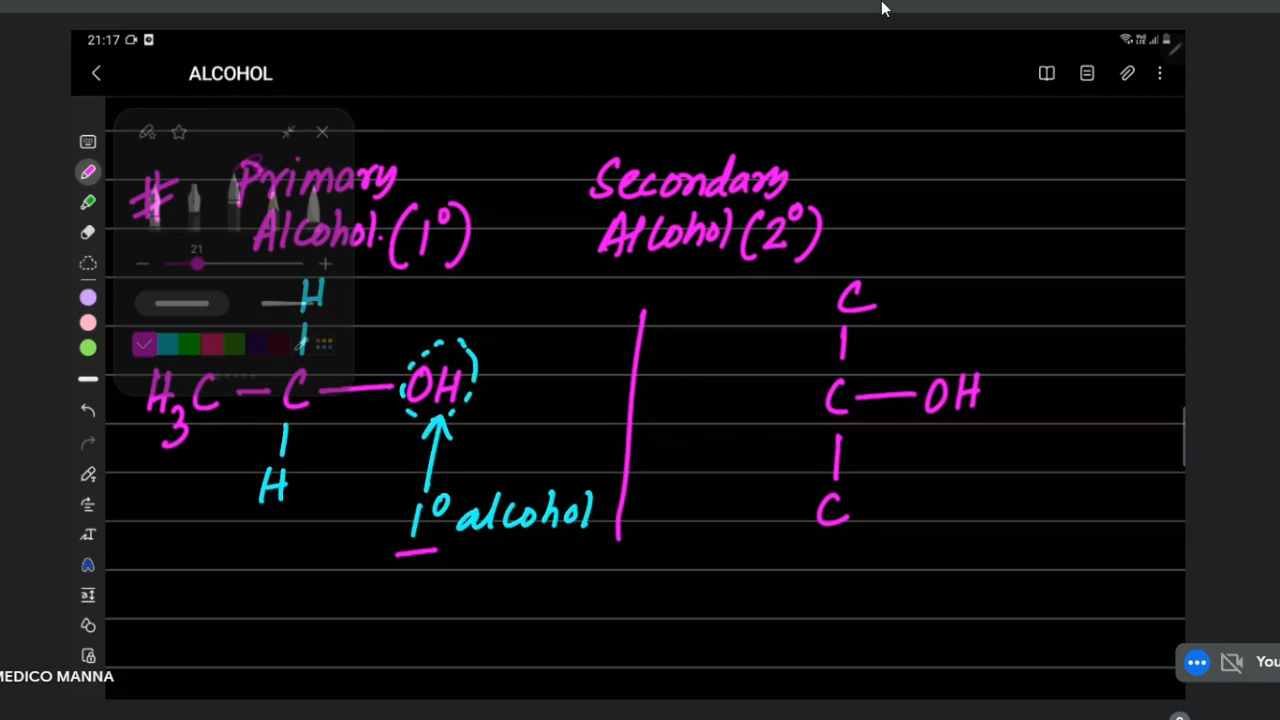 21:17
ALCOHOL
# Primary
Alcohol. (1°)
Secondary
Alcohol (2°)
21
H
H3C - C - OH
H
1° alcohol
C
C - OH
C
MEDICO MANNA
You